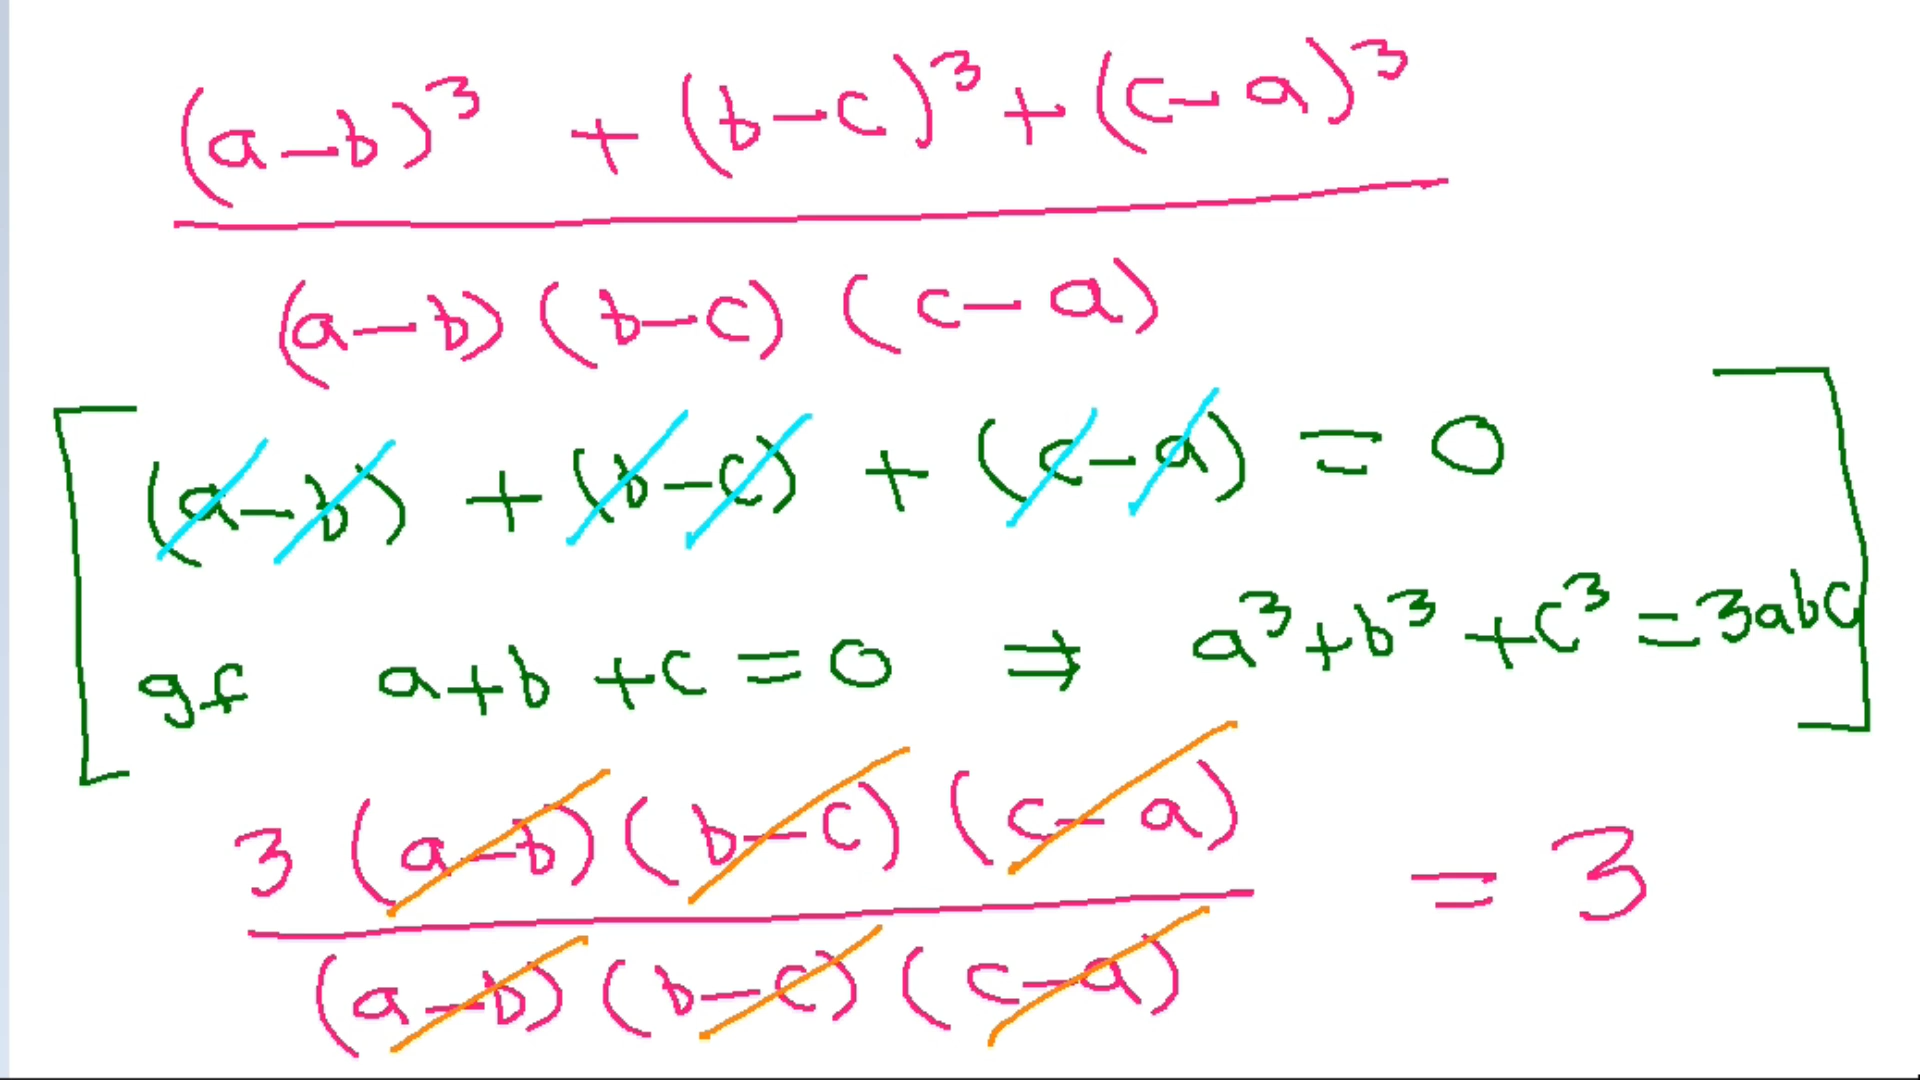 (a-b)³ + (b-c)³ + (c-a)³
(a-b) (b-c) (c-a)
(a-b) + (b-c) + (c-a) = 0
gf a+b+c=0 ⇒ a³+b³+c³=3abc
3 (a-b) (b-c) (c-a)
= 3
(a-b) (b-c) (c-a)